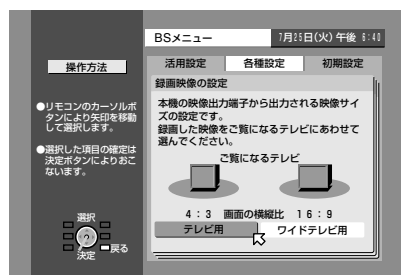 BSメニュー
7月25日(火) 午後 6:40
操作方法
活用設定 各種設定 初期設定
録画映像の設定
●リモコンのカーソルボ
タンにより矢印を移動
して選択します。
●選択した項目の確定は
決定ボタンによりおこ
ないます。
本機の映像出力端子から出力される映像サイ
ズの設定です。
録画した映像をご覧になるテレビにあわせて
選んでください。
ご覧になるテレビ
4:3 画面の横縦比 16:9
テレビ用 ワイドテレビ用
選択
戻る
決定